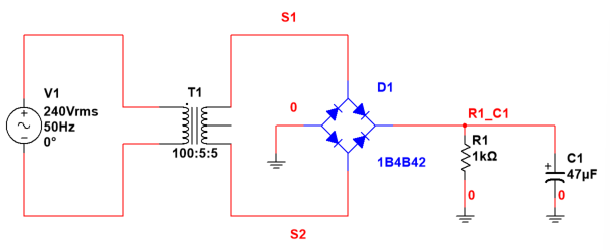 S1
V1
T1
D1
240Vrms
0
R1_C1
50Hz
R1
0°
1kΩ
C1
100:5:5
1B4B42
+
47µF
0
0
S2